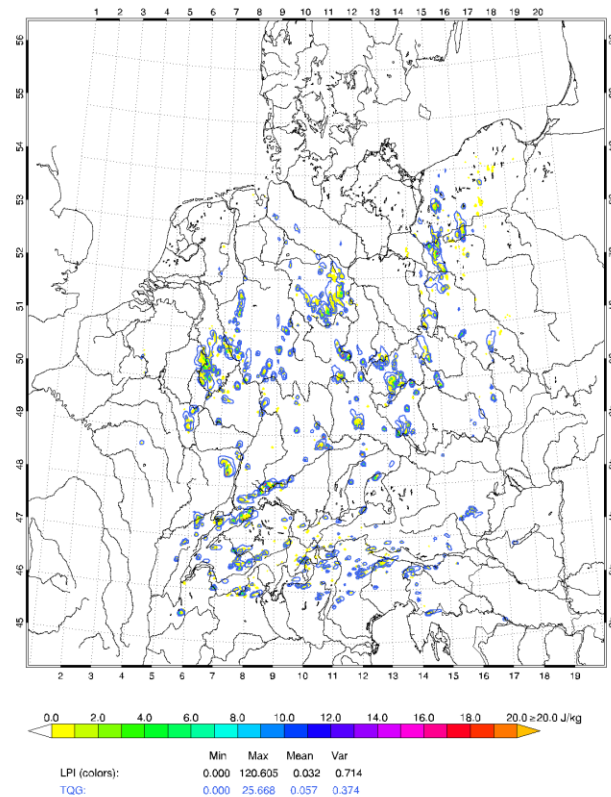 1 2 3 4 5 6 7 8 9 10 11 12 13 14 15 16 17 18 19 20
56
55
54
53
52
51
50
49
48
47
46
45
2 3 4 5 6 7 8 9 10 11 12 13 14 15 16 17 19
0.0 2.0 4.0 6.0 8.0 10.0 12.0 14.0 16.0 18.0 20.0 ≥20.0 J/kg
Min Max Mean Var
LPI (colors): 0.000 120.605 0.032 0.714
TQG: 0.000 25.668 0.057 0.374